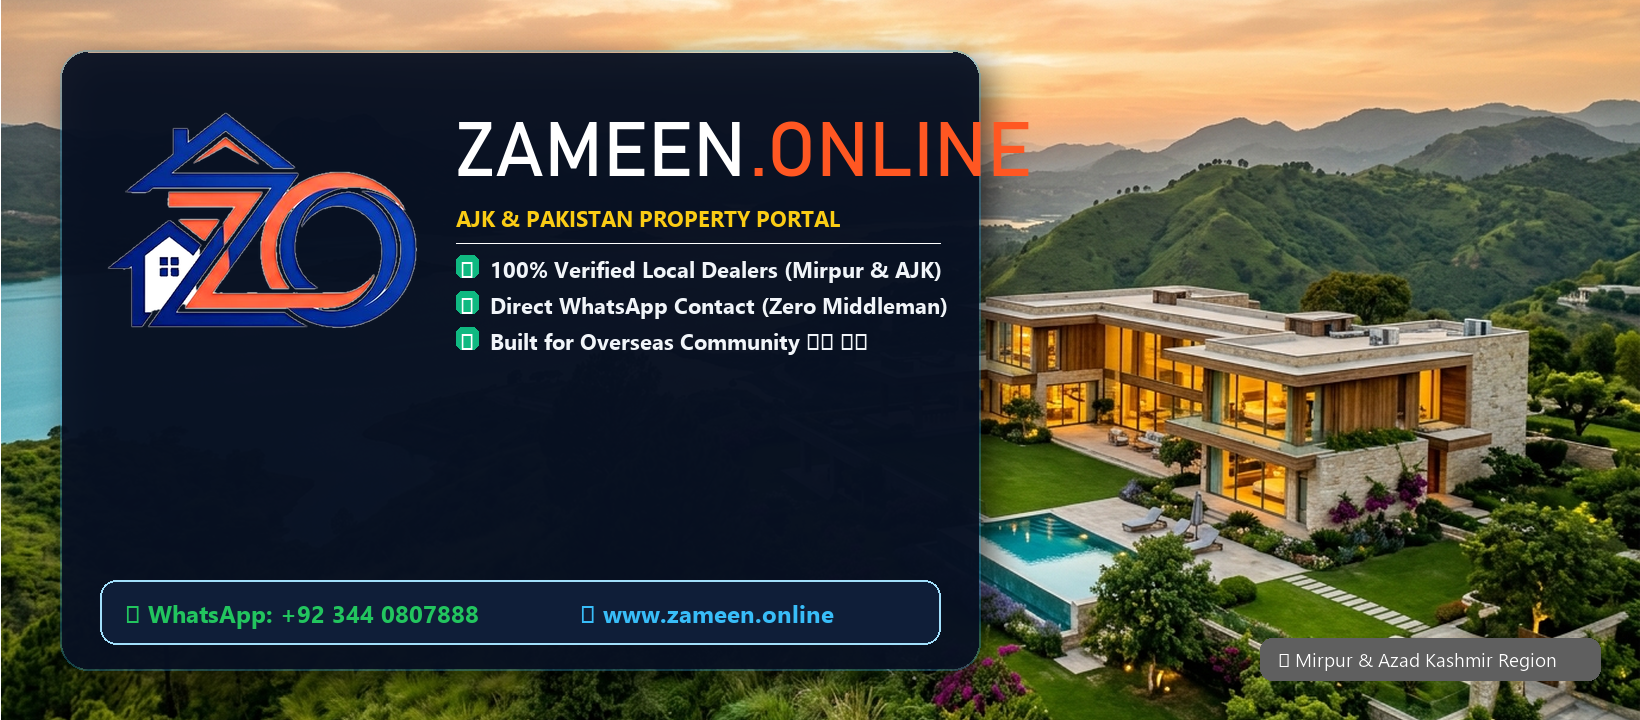 ZO
ZAMEEN.ONLINE
AJK & PAKISTAN PROPERTY PORTAL
100% Verified Local Dealers (Mirpur & AJK)
Direct WhatsApp Contact (Zero Middleman)
Built for Overseas Community
WhatsApp: +92 344 0807888
www.zameen.online
Mirpur & Azad Kashmir Region